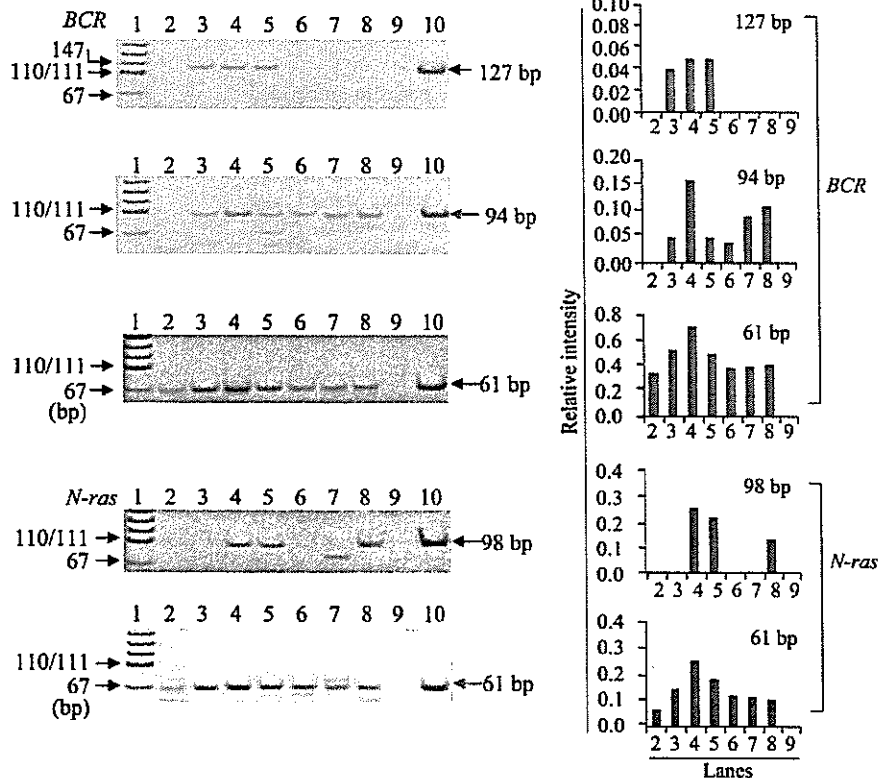 BCR 1 2 3 4 5 6 7 8 9 10
147
110/111
67
127 bp
1 2 3 4 5 6 7 8 9 10
110/111
67
94 bp
1 2 3 4 5 6 7 8 9 10
110/111
67
(bp)
61 bp
N-ras 1 2 3 4 5 6 7 8 9 10
110/111
67
98 bp
1 2 3 4 5 6 7 8 9 10
110/111
67
(bp)
61 bp
Relative intensity
0.10
0.08
0.06
0.04
0.02
0.00
127 bp
2 3 4 5 6 7 8 9
0.20
0.15
0.10
0.05
0.00
94 bp
2 3 4 5 6 7 8 9
BCR
0.8
0.6
0.4
0.2
0.0
61 bp
2 3 4 5 6 7 8 9
0.4
0.3
0.2
0.1
0.0
98 bp
2 3 4 5 6 7 8 9
N-ras
0.4
0.3
0.2
0.1
0.0
61 bp
2 3 4 5 6 7 8 9
Lanes